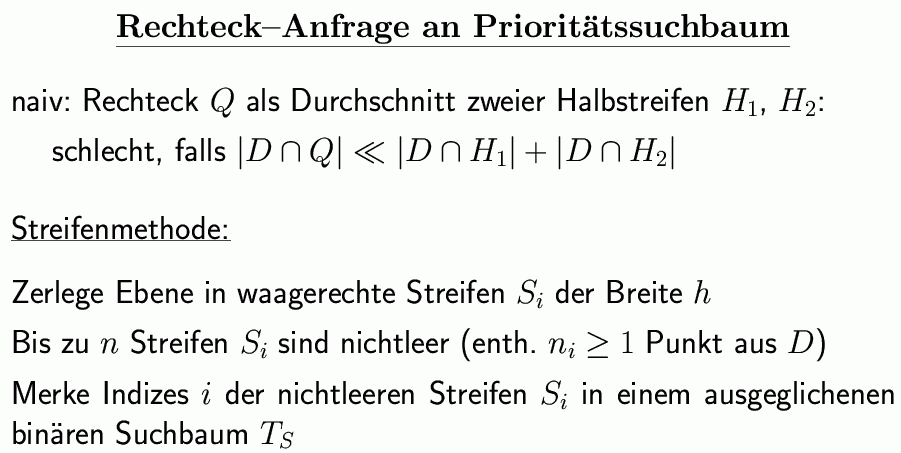 Rechteck–Anfrage an Prioritätssuchbaum
naiv: Rechteck Q als Durchschnitt zweier Halbstreifen H₁, H₂:
schlecht, falls |D ∩ Q| ≪ |D ∩ H₁| + |D ∩ H₂|
Streifenmethode:
Zerlege Ebene in waagerechte Streifen Sᵢ der Breite h
Bis zu n Streifen Sᵢ sind nichtleer (enth. nᵢ ≥ 1 Punkt aus D)
Merke Indizes i der nichtleeren Streifen Sᵢ in einem ausgeglichenen
binären Suchbaum T_S